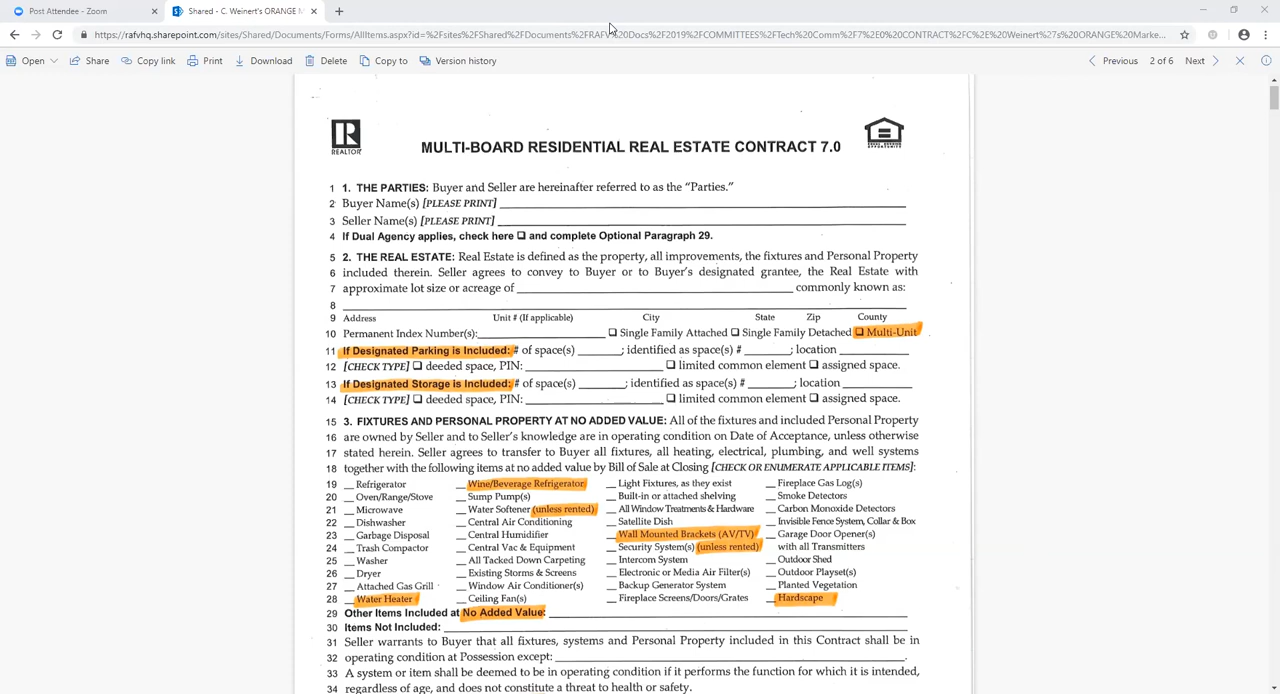 Post Attendee - Zoom × Shared - C. Weinert's ORANGE M × +
https://rafvhq.sharepoint.com/sites/Shared/Documents/Forms/AllItems.aspx?id=%2Fsites%2FShared%2FDocuments%2FRAFV%20Docs%2F2019%2FCOMMITTEES%2FTech%20Comm%2F7%2E0%20CONTRACT%2FC%2E%20Weinert%27s%20ORANGE%20Marke...
Open Share Copy link Print Download Delete Copy to Version history Previous 2 of 6 Next
REALTOR
EQUAL HOUSING OPPORTUNITY
MULTI-BOARD RESIDENTIAL REAL ESTATE CONTRACT 7.0
1 1. THE PARTIES: Buyer and Seller are hereinafter referred to as the “Parties.”
2 Buyer Name(s) [PLEASE PRINT]
3 Seller Name(s) [PLEASE PRINT]
4 If Dual Agency applies, check here ❑ and complete Optional Paragraph 29.
5 2. THE REAL ESTATE: Real Estate is defined as the property, all improvements, the fixtures and Personal Property
6 included therein. Seller agrees to convey to Buyer or to Buyer’s designated grantee, the Real Estate with
7 approximate lot size or acreage of commonly known as:
8
9 Address Unit # (If applicable) City State Zip County
10 Permanent Index Number(s): ❑ Single Family Attached ❑ Single Family Detached ❑ Multi-Unit
11 If Designated Parking is Included: # of space(s) ; identified as space(s) # ; location
12 [CHECK TYPE] ❑ deeded space, PIN: ❑ limited common element ❑ assigned space.
13 If Designated Storage is Included: # of space(s) ; identified as space(s) # ; location
14 [CHECK TYPE] ❑ deeded space, PIN: ❑ limited common element ❑ assigned space.
15 3. FIXTURES AND PERSONAL PROPERTY AT NO ADDED VALUE: All of the fixtures and included Personal Property
16 are owned by Seller and to Seller’s knowledge are in operating condition on Date of Acceptance, unless otherwise
17 stated herein. Seller agrees to transfer to Buyer all fixtures, all heating, electrical, plumbing, and well systems
18 together with the following items at no added value by Bill of Sale at Closing [CHECK OR ENUMERATE APPLICABLE ITEMS]:
19 __ Refrigerator __ Wine/Beverage Refrigerator __ Light Fixtures, as they exist __ Fireplace Gas Log(s)
20 __ Oven/Range/Stove __ Sump Pump(s) __ Built-in or attached shelving __ Smoke Detectors
21 __ Microwave __ Water Softener (unless rented) __ All Window Treatments & Hardware __ Carbon Monoxide Detectors
22 __ Dishwasher __ Central Air Conditioning __ Satellite Dish __ Invisible Fence System, Collar & Box
23 __ Garbage Disposal __ Central Humidifier __ Wall Mounted Brackets (AV/TV) __ Garage Door Opener(s)
24 __ Trash Compactor __ Central Vac & Equipment __ Security System(s) (unless rented) with all Transmitters
25 __ Washer __ All Tacked Down Carpeting __ Intercom System __ Outdoor Shed
26 __ Dryer __ Existing Storms & Screens __ Electronic or Media Air Filter(s) __ Outdoor Playset(s)
27 __ Attached Gas Grill __ Window Air Conditioner(s) __ Backup Generator System __ Planted Vegetation
28 __ Water Heater __ Ceiling Fan(s) __ Fireplace Screens/Doors/Grates __ Hardscape
29 Other Items Included at No Added Value:
30 Items Not Included:
31 Seller warrants to Buyer that all fixtures, systems and Personal Property included in this Contract shall be in
32 operating condition at Possession except: .
33 A system or item shall be deemed to be in operating condition if it performs the function for which it is intended,
34 regardless of age, and does not constitute a threat to health or safety.